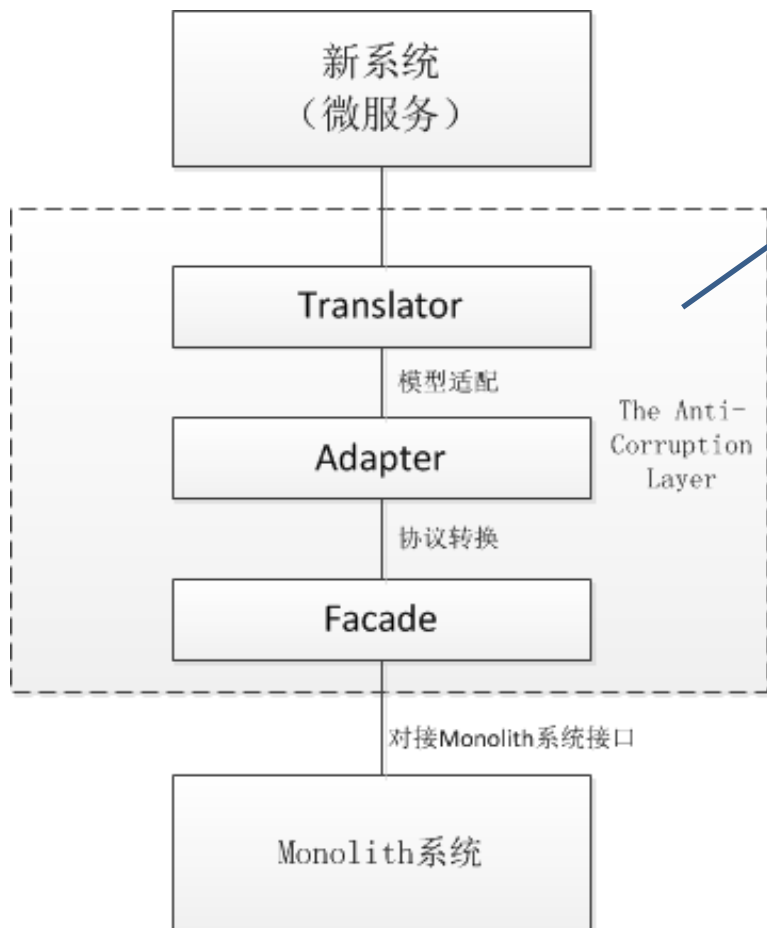 新系统
（微服务）
Translator
模型适配
The Anti-
Corruption
Layer
Adapter
协议转换
Facade
对接Monolith系统接口
Monolith系统